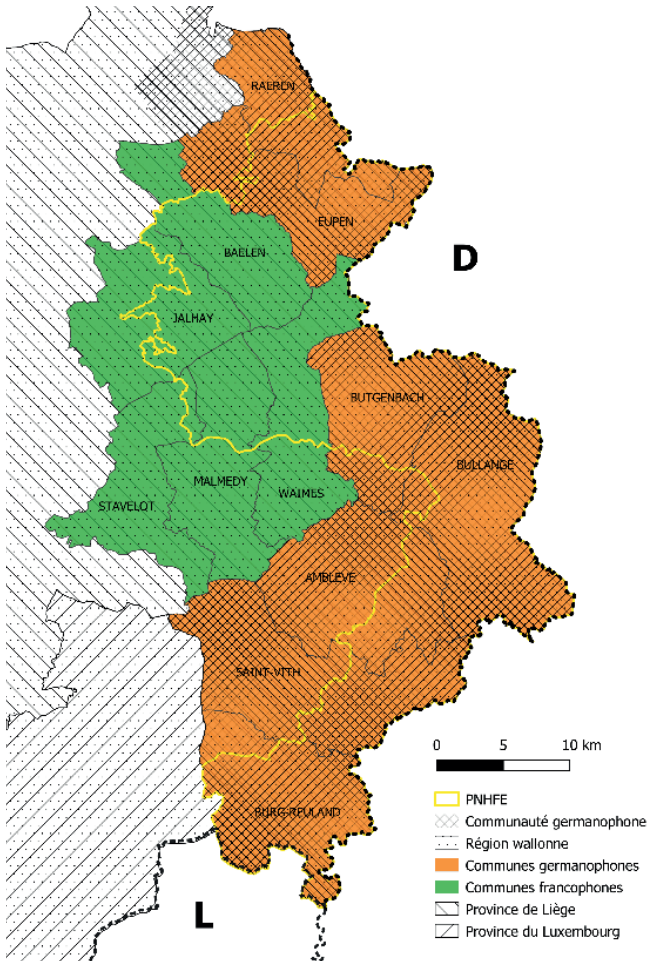 RAEREN
EUPEN
BAELEN
D
JALHAY
BUTGENBACH
BULLANGE
MALMEDY
WAIMES
STAVELOT
AMBLEVE
SAINT-VITH
0 5 10 km
BURG-REULAND
PNHFE
Communauté germanophone
Région wallonne
Communes germanophones
Communes francophones
Province de Liège
Province du Luxembourg
L